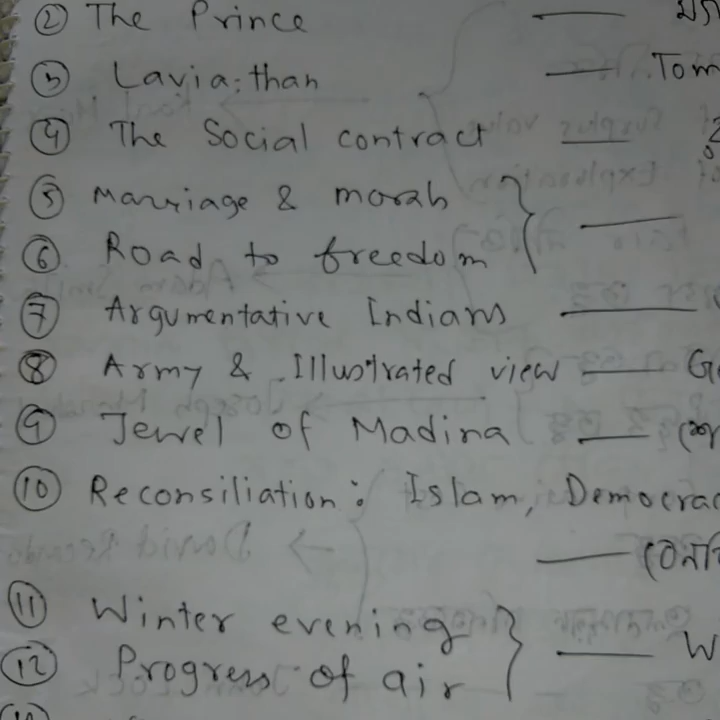 ② The Prince —
③ Lavia:than — Tom
④ The Social contract —
⑤ Marriage & morals
⑥ Road to freedom } —
⑦ Argumentative Indians —
⑧ Army & Illustrated view — G
⑨ Jewel of Madina —
⑩ Reconsiliation: Islam, Democrac
—
⑪ Winter evening
⑫ Progress of air } — W